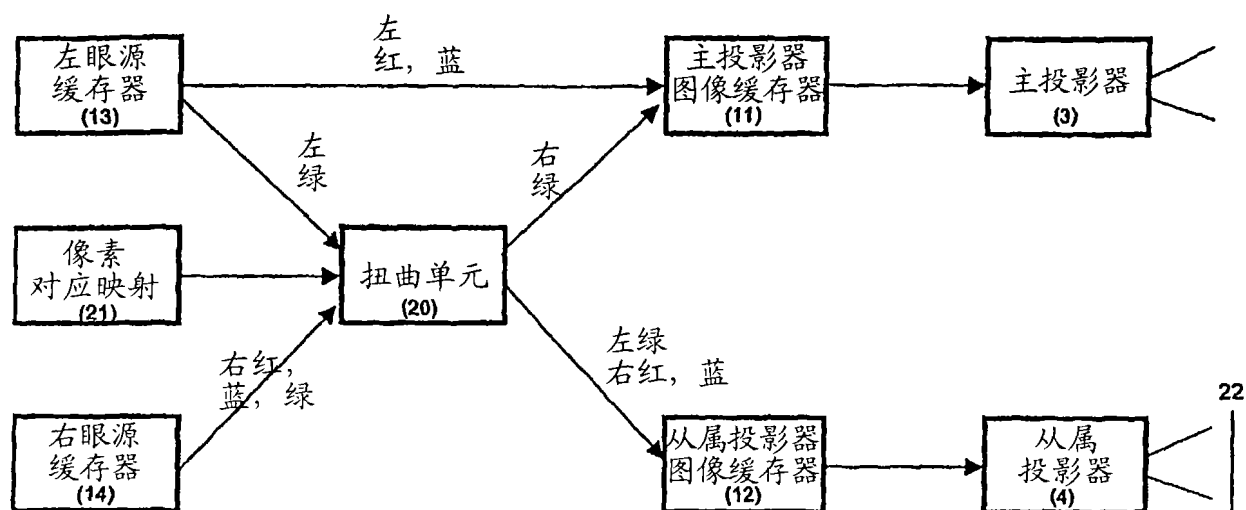 左
红，蓝
左眼源
缓存器
(13)
主投影器
图像缓存器
(11)
主投影器
(3)
左
绿
右
绿
像素
对应映射
(21)
扭曲单元
(20)
右红，
蓝，绿
左绿
右红，蓝
右眼源
缓存器
(14)
从属投影器
图像缓存器
(12)
从属
投影器
(4)
22